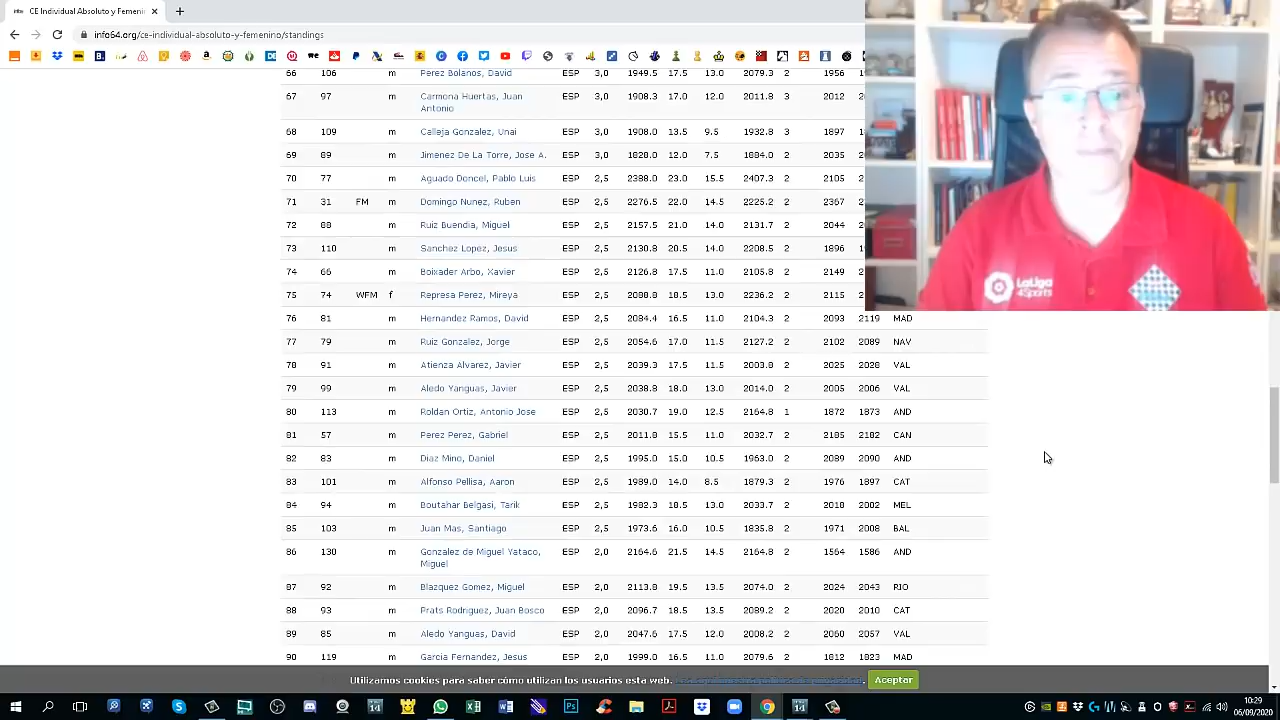 CE Individual Absoluto y Femeni
info64.org/ce-individual-absoluto-y-femenino/standings
66 106 m Perez Bolanos, David ESP 3,0 1949.5 17.5 13.0 2079.3 2 1956
67 97 m Carmona Huertas, Juan ESP 3,0 1908.3 17.0 12.0 2011.8 3 2012
Antonio
68 109 m Calleja Gonzalez, Unai ESP 3,0 1908.0 13.5 9.5 1932.8 3 1897
69 89 m Jimenez De La Torre, Jose A. ESP 3,0 1828.0 12.0 7.5 1884.0 2 2035
70 77 m Aguado Doncel, Pablo Luis ESP 2,5 2388.0 23.0 15.5 2407.3 2 2105
71 31 FM m Domingo Nunez, Ruben ESP 2,5 2276.5 22.0 14.5 2225.2 2 2367
72 88 m Ruiz Buendia, Miguel ESP 2,5 2157.5 21.0 14.0 2131.7 2 2044
73 110 m Sanchez Lopez, Jesus ESP 2,5 2130.8 20.5 14.0 2208.5 2 1896
74 66 m Boixader Arbo, Xavier ESP 2,5 2126.8 17.5 11.0 2105.8 2 2149
75 WFM f Represa Perez, Mireya ESP 2,5 2088.8 18.5 13.0 2236.2 2 2115
76 81 m Hernandez Ramos, David ESP 2,5 2084.4 16.5 11.0 2104.3 2 2093 2119 MAD
77 79 m Ruiz Gonzalez, Jorge ESP 2,5 2054.6 17.0 11.5 2127.2 2 2102 2089 NAV
78 91 m Atienza Alvarez, Javier ESP 2,5 2039.3 17.5 11.5 2003.8 2 2025 2028 VAL
79 99 m Aledo Yanguas, Javier ESP 2,5 2038.8 18.0 13.0 2014.0 2 2005 2006 VAL
80 113 m Roldan Ortiz, Antonio Jose ESP 2,5 2030.7 19.0 12.5 2164.8 1 1872 1873 AND
81 57 m Perez Perez, Gabriel ESP 2,5 2011.8 15.5 11.0 2032.7 2 2185 2182 CAN
82 83 m Diaz Mino, Daniel ESP 2,5 1995.0 15.0 10.5 1963.0 2 2089 2090 AND
83 101 m Alfonso Pellisa, Aaron ESP 2,5 1989.0 14.0 8.5 1879.3 2 1976 1897 CAT
84 94 m Boutahar Belgasi, Tarik ESP 2,5 1982.3 18.5 13.0 2033.7 2 2018 2002 MEL
85 103 m Juan Mas, Santiago ESP 2,5 1973.6 16.0 10.5 1835.8 2 1971 2008 BAL
86 130 m Gonzalez de Miguel Yataco, ESP 2,0 2164.6 21.5 14.5 2164.8 2 1564 1586 AND
Miguel
87 92 m Blazquez Gomez, Miguel ESP 2,0 2113.8 19.5 13.5 2074.0 2 2024 2043 RIO
88 93 m Prats Rodriguez, Juan Bosco ESP 2,0 2096.7 18.5 13.5 2089.2 2 2020 2010 CAT
89 85 m Aledo Yanguas, David ESP 2,0 2047.6 17.5 12.0 2008.2 2 2060 2057 VAL
90 119 m Garcia Fernandez, Jesus ESP 2,0 1999.0 16.5 11.0 2079.6 2 1812 1823 MAD
LaLiga
4Sports
Utilizamos cookies para saber cómo utilizan los usuarios esta web.
Aceptar
10:29
06/09/2020